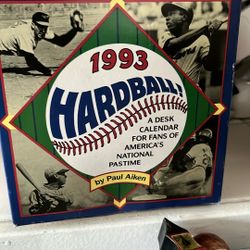 1993
HARDBALL!
A DESK
CALENDAR
FOR FANS OF
AMERICA'S
NATIONAL
PASTIME
by Paul Aiken